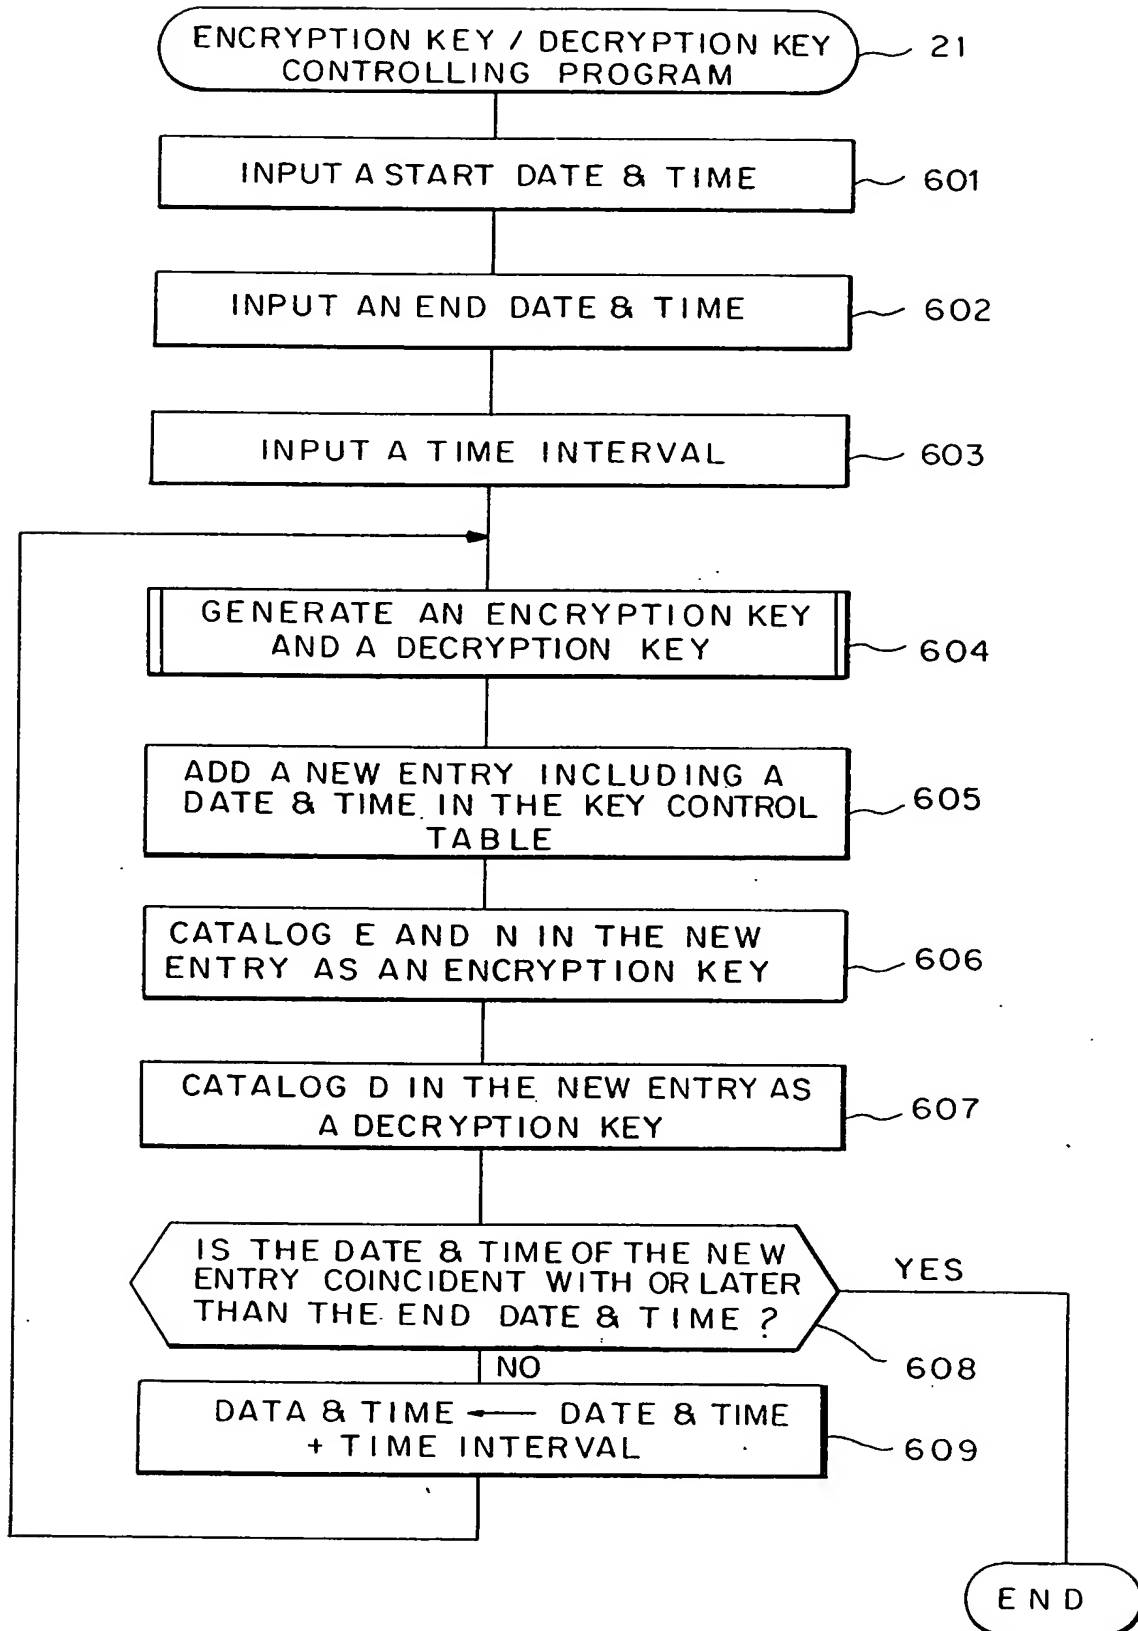 ENCRYPTION KEY / DECRYPTION KEY
CONTROLLING PROGRAM
21
INPUT A START DATE & TIME
601
INPUT AN END DATE & TIME
602
INPUT A TIME INTERVAL
603
GENERATE AN ENCRYPTION KEY
AND A DECRYPTION KEY
604
ADD A NEW ENTRY INCLUDING A
DATE & TIME IN THE KEY CONTROL
TABLE
605
CATALOG E AND N IN THE NEW
ENTRY AS AN ENCRYPTION KEY
606
CATALOG D IN THE NEW ENTRY AS
A DECRYPTION KEY
607
IS THE DATE & TIME OF THE NEW
ENTRY COINCIDENT WITH OR LATER
THAN THE END DATE & TIME ?
YES
608
NO
DATA & TIME ← DATE & TIME
+ TIME INTERVAL
609
END